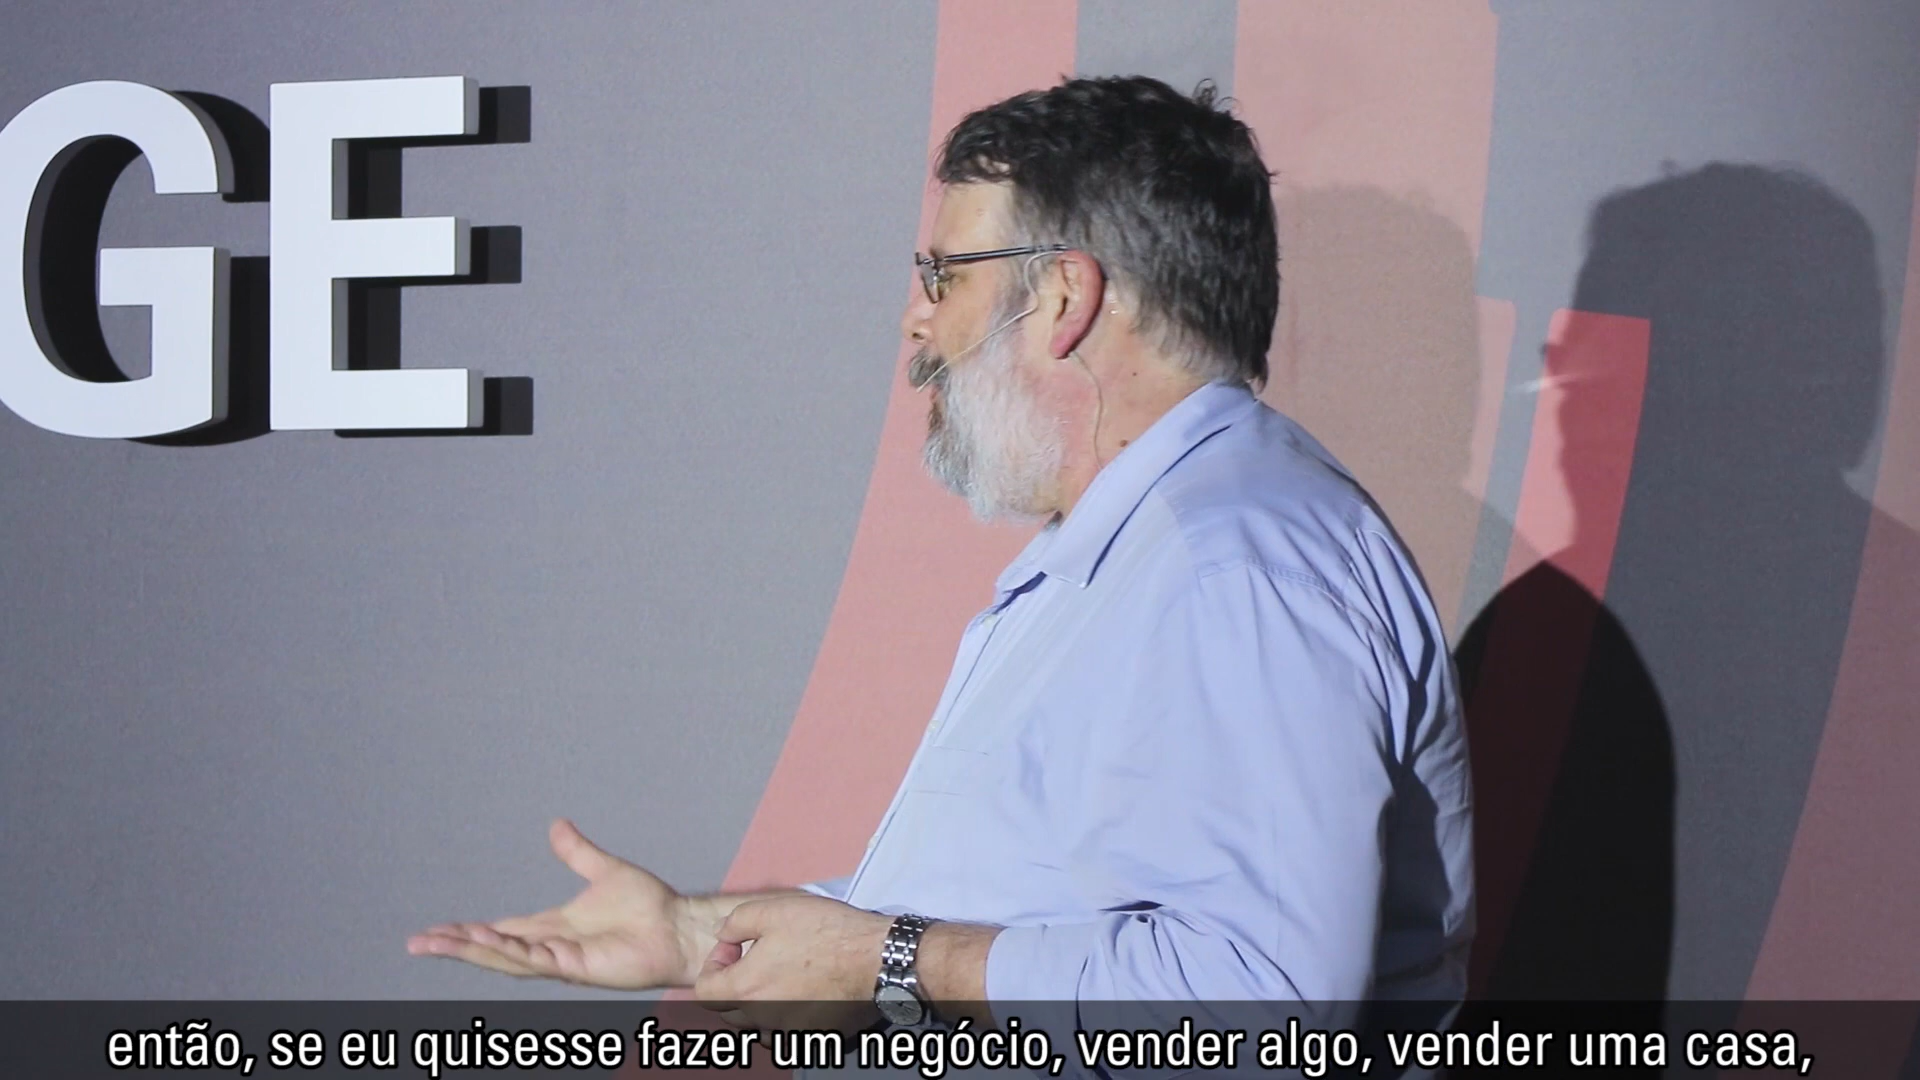 GE
então, se eu quisesse fazer um negócio, vender algo, vender uma casa,